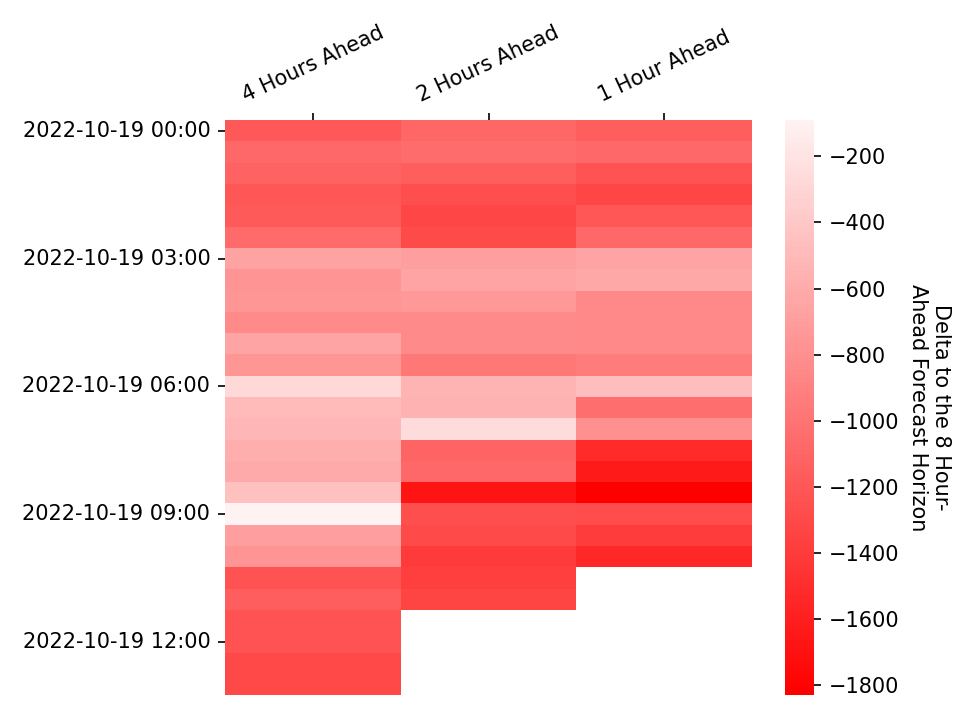 4 Hours Ahead
2 Hours Ahead
1 Hour Ahead
2022-10-19 00:00
2022-10-19 03:00
2022-10-19 06:00
2022-10-19 09:00
2022-10-19 12:00
−200
−400
−600
−800
−1000
−1200
−1400
−1600
−1800
Delta to the 8 Hour-
Ahead Forecast Horizon